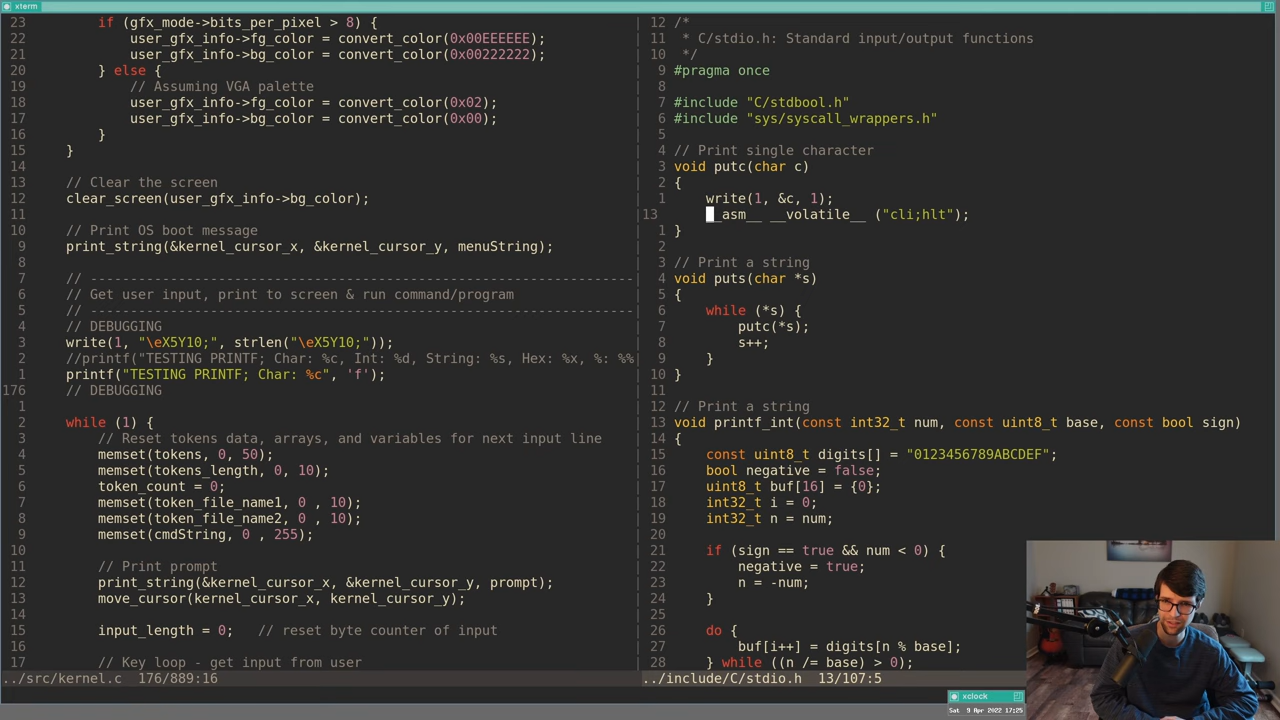 xterm
23 if (gfx_mode->bits_per_pixel > 8) {
22 user_gfx_info->fg_color = convert_color(0x00EEEEEE);
21 user_gfx_info->bg_color = convert_color(0x00222222);
20 } else {
19 // Assuming VGA palette
18 user_gfx_info->fg_color = convert_color(0x02);
17 user_gfx_info->bg_color = convert_color(0x00);
16 }
15 }
14
13 // Clear the screen
12 clear_screen(user_gfx_info->bg_color);
11
10 // Print OS boot message
9 print_string(&kernel_cursor_x, &kernel_cursor_y, menuString);
8
7 // --------------------------------------------------------------------
6 // Get user input, print to screen & run command/program
5 // --------------------------------------------------------------------
4 // DEBUGGING
3 write(1, "\eX5Y10;", strlen("\eX5Y10;"));
2 //printf("TESTING PRINTF; Char: %c, Int: %d, String: %s, Hex: %x, %: %%
1 printf("TESTING PRINTF; Char: %c", 'f');
176 // DEBUGGING
1
2 while (1) {
3 // Reset tokens data, arrays, and variables for next input line
4 memset(tokens, 0, 50);
5 memset(tokens_length, 0, 10);
6 token_count = 0;
7 memset(token_file_name1, 0 , 10);
8 memset(token_file_name2, 0 , 10);
9 memset(cmdString, 0 , 255);
10
11 // Print prompt
12 print_string(&kernel_cursor_x, &kernel_cursor_y, prompt);
13 move_cursor(kernel_cursor_x, kernel_cursor_y);
14
15 input_length = 0; // reset byte counter of input
16
17 // Key loop - get input from user
../src/kernel.c 176/889:16
12 /*
11 * C/stdio.h: Standard input/output functions
10 */
9 #pragma once
8
7 #include "C/stdbool.h"
6 #include "sys/syscall_wrappers.h"
5
4 // Print single character
3 void putc(char c)
2 {
1 write(1, &c, 1);
13 __asm__ __volatile__ ("cli;hlt");
1 }
2
3 // Print a string
4 void puts(char *s)
5 {
6 while (*s) {
7 putc(*s);
8 s++;
9 }
10 }
11
12 // Print a string
13 void printf_int(const int32_t num, const uint8_t base, const bool sign)
14 {
15 const uint8_t digits[] = "0123456789ABCDEF";
16 bool negative = false;
17 uint8_t buf[16] = {0};
18 int32_t i = 0;
19 int32_t n = num;
20
21 if (sign == true && num < 0) {
22 negative = true;
23 n = -num;
24 }
25
26 do {
27 buf[i++] = digits[n % base];
28 } while ((n /= base) > 0);
../include/C/stdio.h 13/107:5
xclock
Sat 9 Apr 2022 17:25